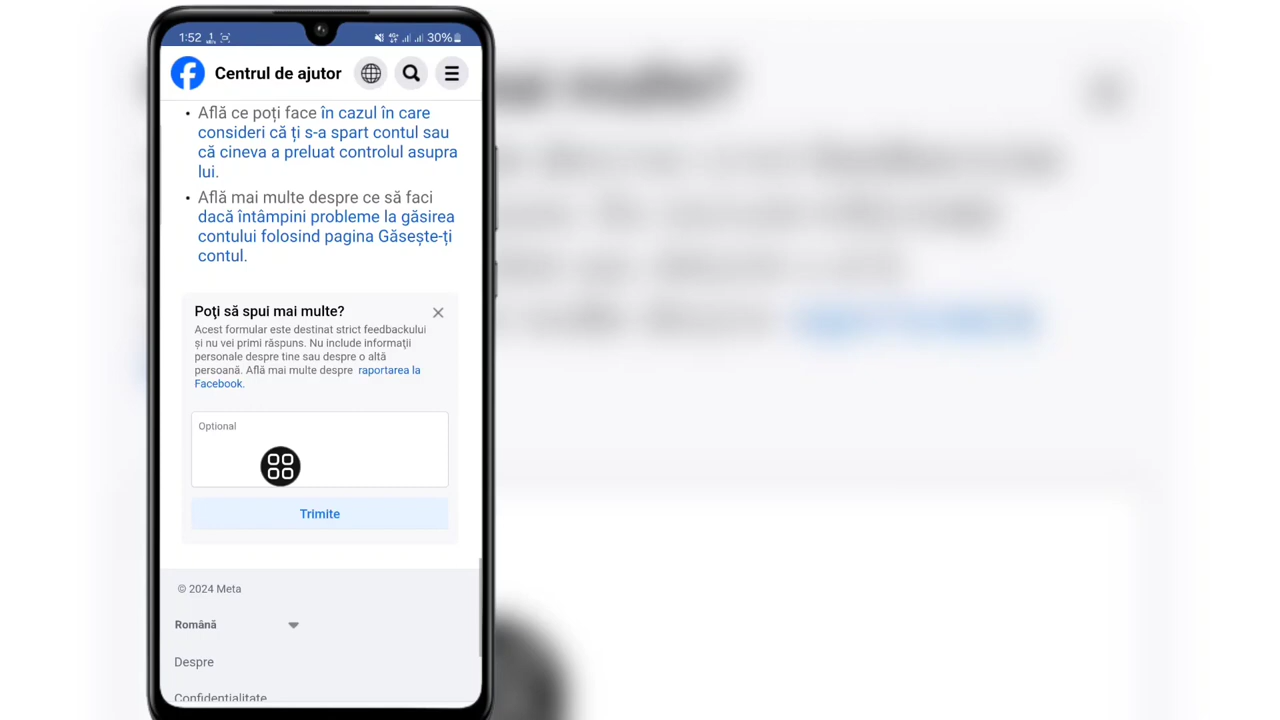 1:52
30%
Centrul de ajutor
• Află ce poți face în cazul în care
consideri că ți s-a spart contul sau
că cineva a preluat controlul asupra
lui.
• Află mai multe despre ce să faci
dacă întâmpini probleme la găsirea
contului folosind pagina Găsește-ți
contul.
Poţi să spui mai multe?
Acest formular este destinat strict feedbackului
şi nu vei primi răspuns. Nu include informaţii
personale despre tine sau despre o altă
persoană. Află mai multe despre raportarea la
Facebook.
Optional
Trimite
© 2024 Meta
Română
Despre
Confidențialitate